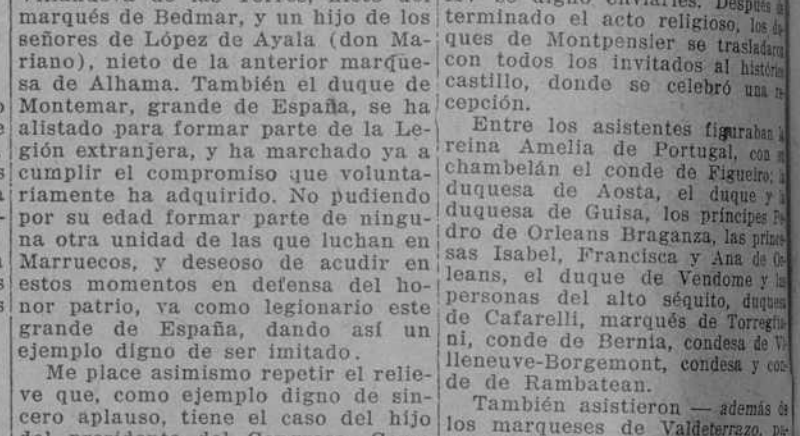 marqués de Bedmar, y un hijo de los
señores de López de Ayala (don Ma-
riano), nieto de la anterior marque-
sa de Alhama. También el duque de
Montemar, grande de España, se ha
alistado para formar parte de la Le-
gión extranjera, y ha marchado ya a
cumplir el compromiso que volunta-
riamente ha adquirido. No pudiendo
por su edad formar parte de ningu-
na otra unidad de las que luchan en
Marruecos, y deseoso de acudir en
estos momentos en defensa del ho-
nor patrio, va como legionario este
grande de España, dando así un
ejemplo digno de ser imitado.
Me place asimismo repetir el relie-
ve que, como ejemplo digno de sin-
cero aplauso, tiene el caso del hijo
enviarles. Después
terminado el acto religioso, los du-
ques de Montpensier se trasladaron
con todos los invitados al histórico
castillo, donde se celebró una re-
cepción.
Entre los asistentes figuraban la
reina Amelia de Portugal, con su
chambelán el conde de Figueiro; la
duquesa de Aosta, el duque y la
duquesa de Guisa, los príncipes Pe-
dro de Orleans Braganza, las prince-
sas Isabel, Francisca y Ana de Or-
leans, el duque de Vendome y las
personas del alto séquito, duquesa
de Cafarelli, marqués de
ni, conde de Bernia, condesa de Vi-
lleneuve-Borgemont, condesa y con-
de de Rambatean.
También asistieron — además de
los marqueses de Valdeterrazo,